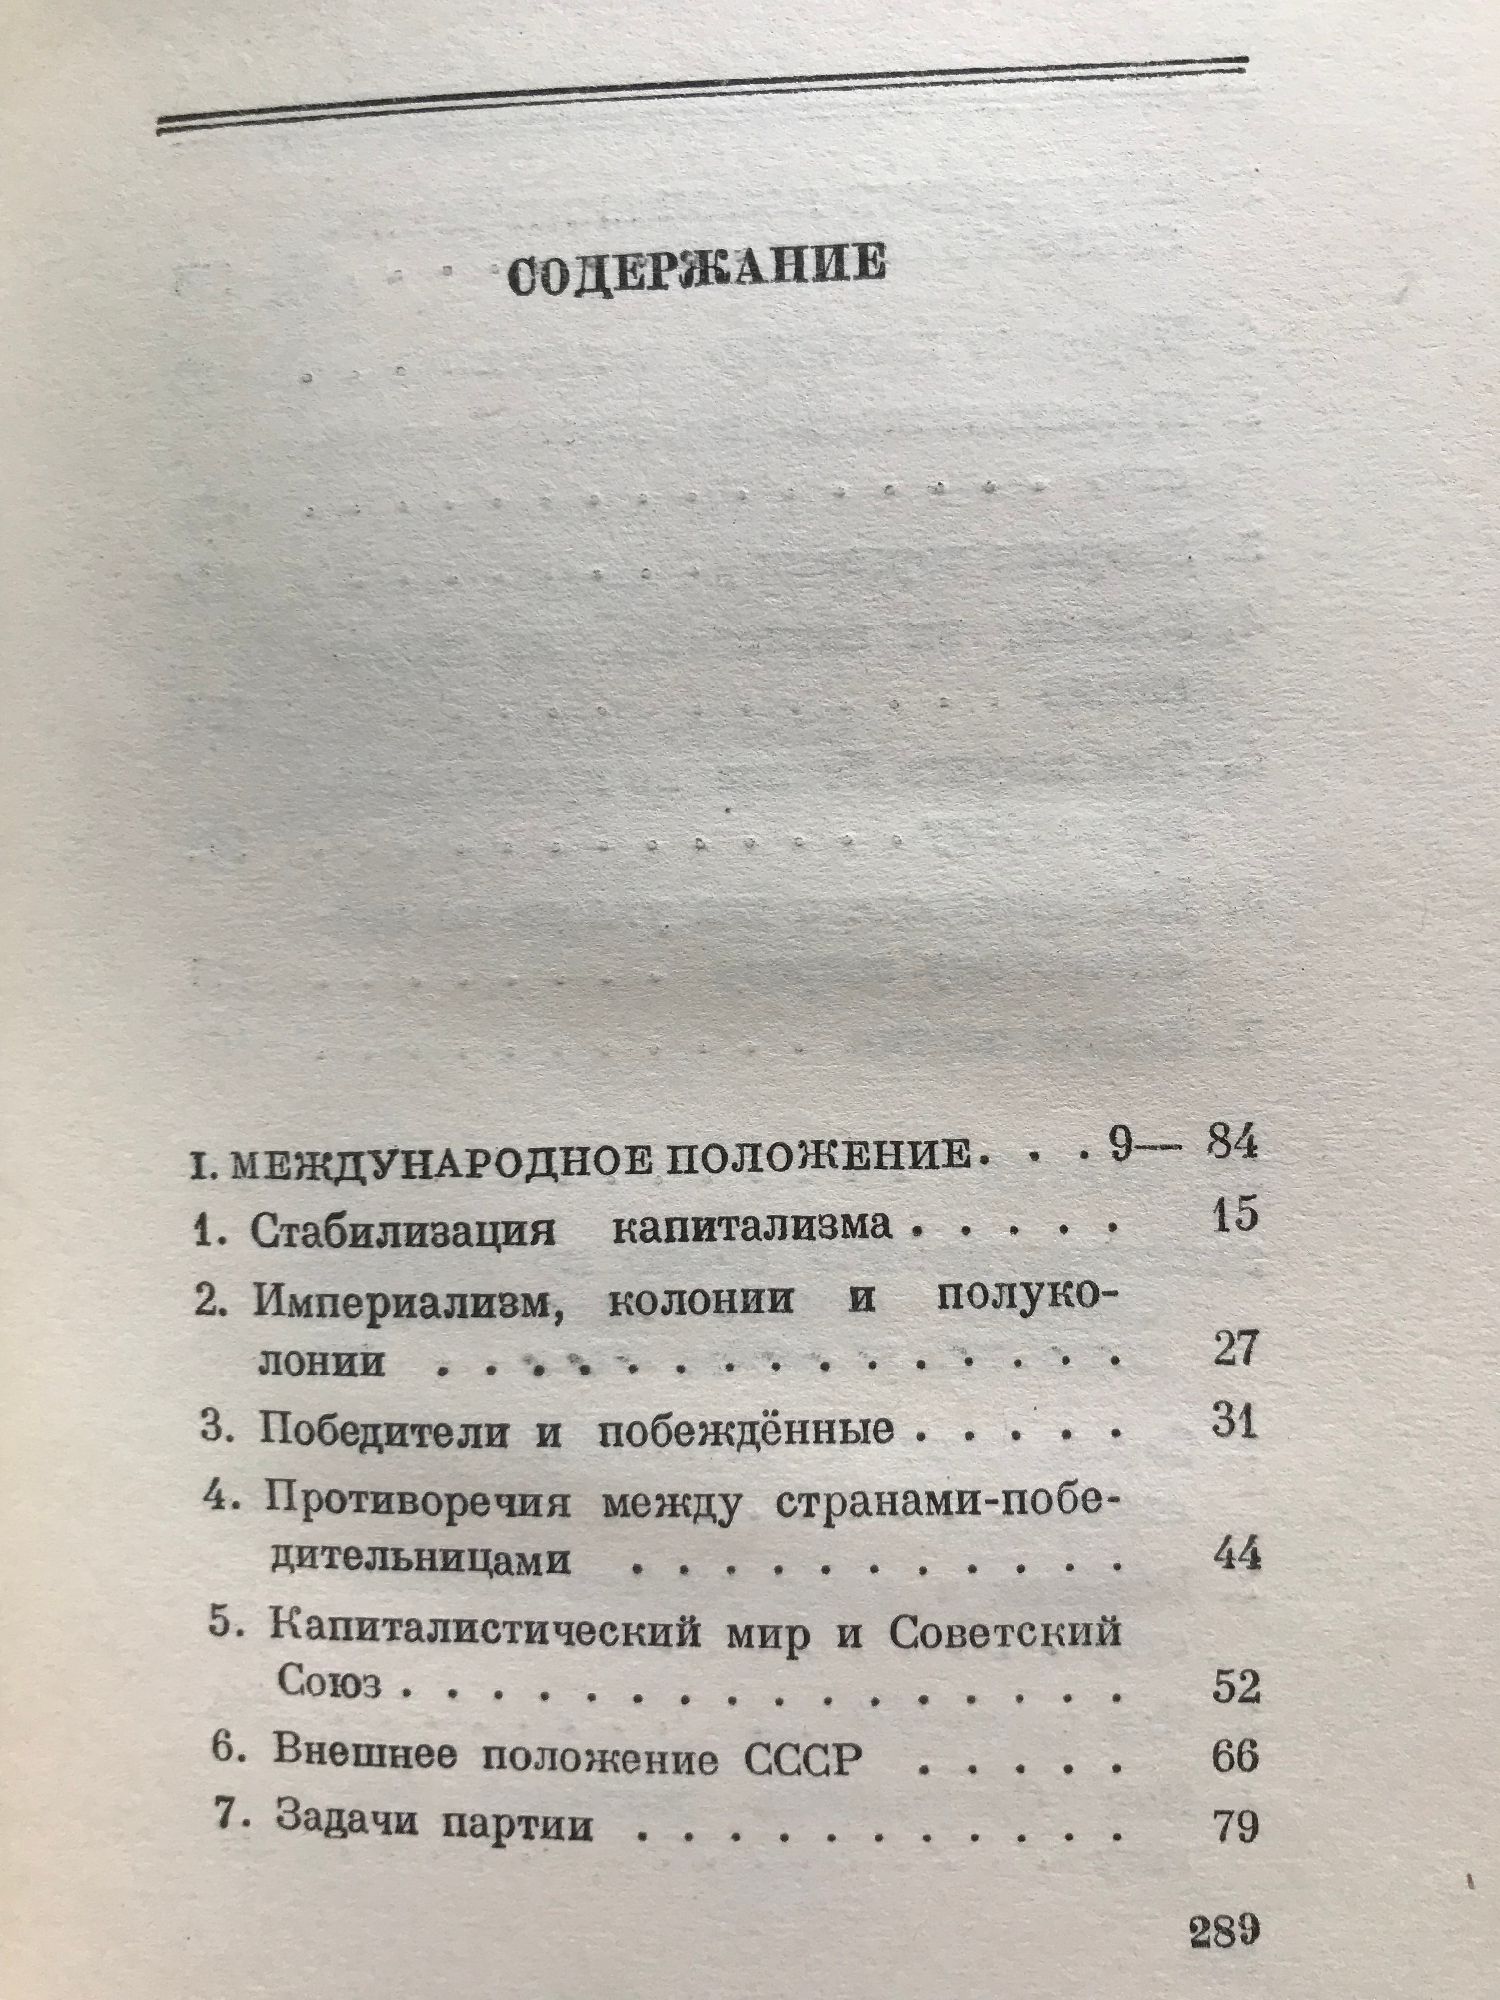 СОДЕРЖАНИЕ
I. МЕЖДУНАРОДНОЕ ПОЛОЖЕНИЕ. . . 9— 84
1. Стабилизация капитализма . . . . . 15
2. Империализм, колонии и полуко-
лонии . . . . . . . . . . . . . . . 27
3. Победители и побеждённые . . . . . 31
4. Противоречия между странами-побе-
дительницами . . . . . . . . . . . 44
5. Капиталистический мир и Советский
Союз . . . . . . . . . . . . . . . . 52
6. Внешнее положение СССР . . . . . 66
7. Задачи партии . . . . . . . . . . . 79
289